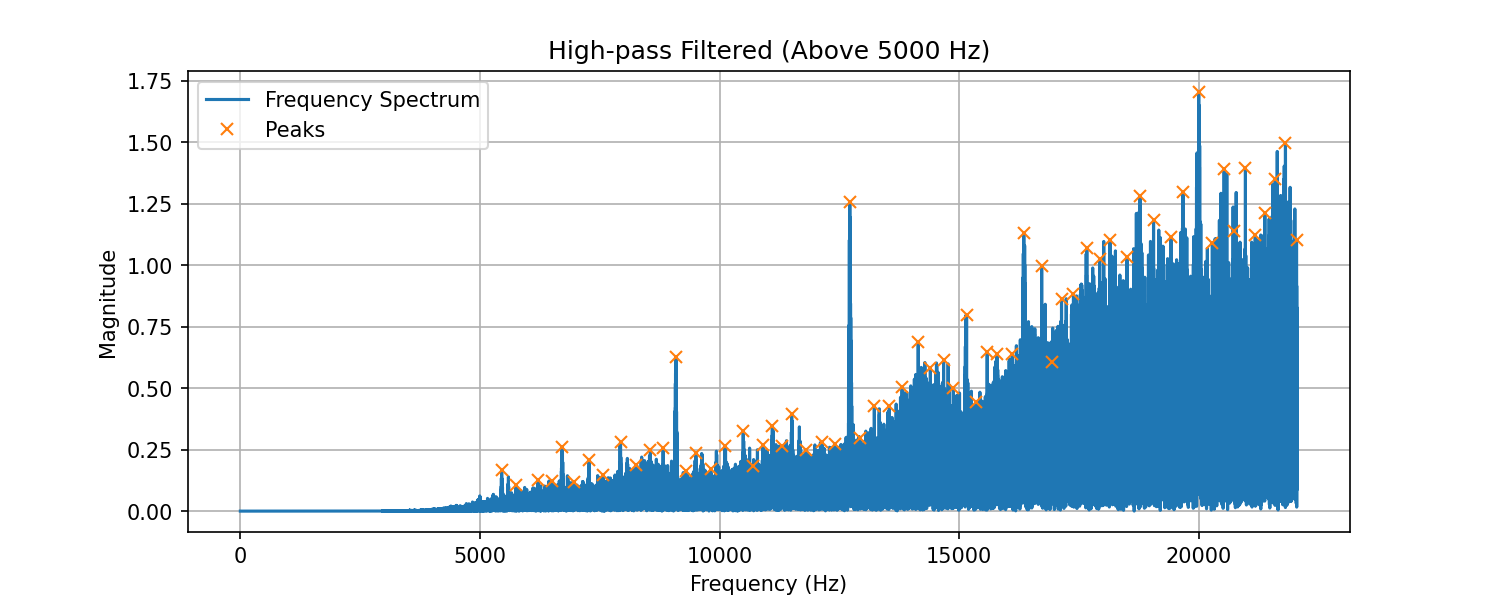 High-pass Filtered (Above 5000 Hz)
1.75
1.50
1.25
1.00
0.75
0.50
0.25
0.00
Magnitude
Frequency Spectrum
Peaks
0 5000 10000 15000 20000
Frequency (Hz)